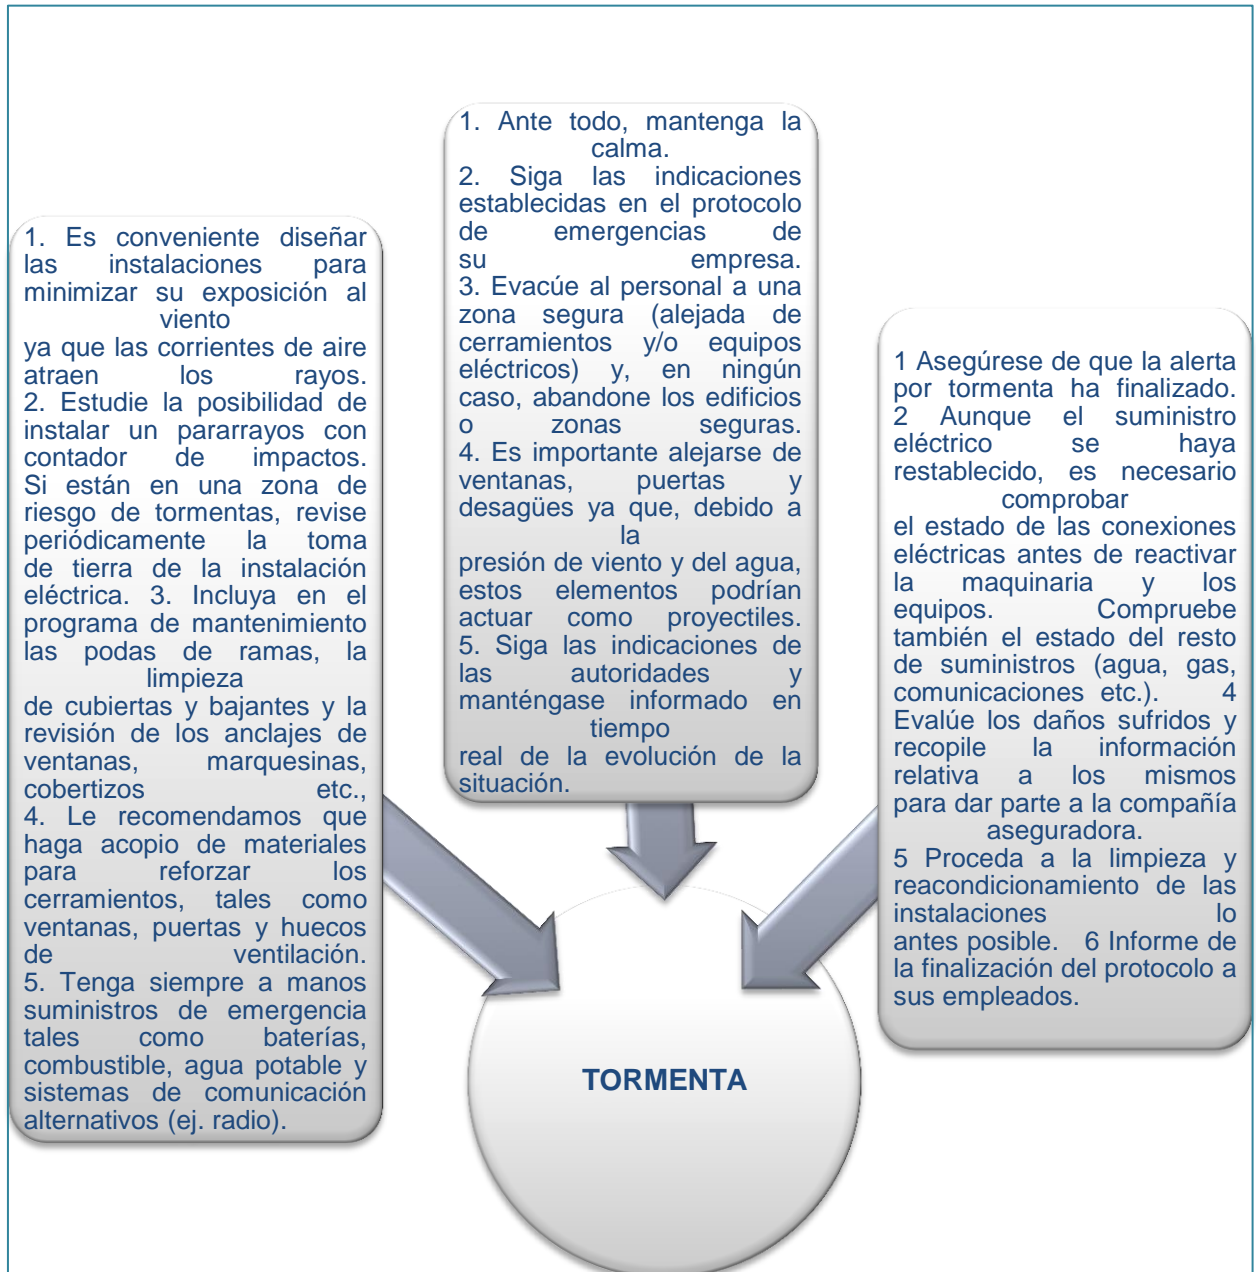 1. Es conveniente diseñar
las instalaciones para
minimizar su exposición al
viento
ya que las corrientes de aire
atraen los rayos.
2. Estudie la posibilidad de
instalar un pararrayos con
contador de impactos.
Si están en una zona de
riesgo de tormentas, revise
periódicamente la toma
de tierra de la instalación
eléctrica. 3. Incluya en el
programa de mantenimiento
las podas de ramas, la
limpieza
de cubiertas y bajantes y la
revisión de los anclajes de
ventanas, marquesinas,
cobertizos etc.,
4. Le recomendamos que
haga acopio de materiales
para reforzar los
cerramientos, tales como
ventanas, puertas y huecos
de ventilación.
5. Tenga siempre a manos
suministros de emergencia
tales como baterías,
combustible, agua potable y
sistemas de comunicación
alternativos (ej. radio).
1. Ante todo, mantenga la
calma.
2. Siga las indicaciones
establecidas en el protocolo
de emergencias de
su empresa.
3. Evacúe al personal a una
zona segura (alejada de
cerramientos y/o equipos
eléctricos) y, en ningún
caso, abandone los edificios
o zonas seguras.
4. Es importante alejarse de
ventanas, puertas y
desagües ya que, debido a
la
presión de viento y del agua,
estos elementos podrían
actuar como proyectiles.
5. Siga las indicaciones de
las autoridades y
manténgase informado en
tiempo
real de la evolución de la
situación.
1 Asegúrese de que la alerta
por tormenta ha finalizado.
2 Aunque el suministro
eléctrico se haya
restablecido, es necesario
comprobar
el estado de las conexiones
eléctricas antes de reactivar
la maquinaria y los
equipos. Compruebe
también el estado del resto
de suministros (agua, gas,
comunicaciones etc.). 4
Evalúe los daños sufridos y
recopile la información
relativa a los mismos
para dar parte a la compañía
aseguradora.
5 Proceda a la limpieza y
reacondicionamiento de las
instalaciones lo
antes posible. 6 Informe de
la finalización del protocolo a
sus empleados.
TORMENTA